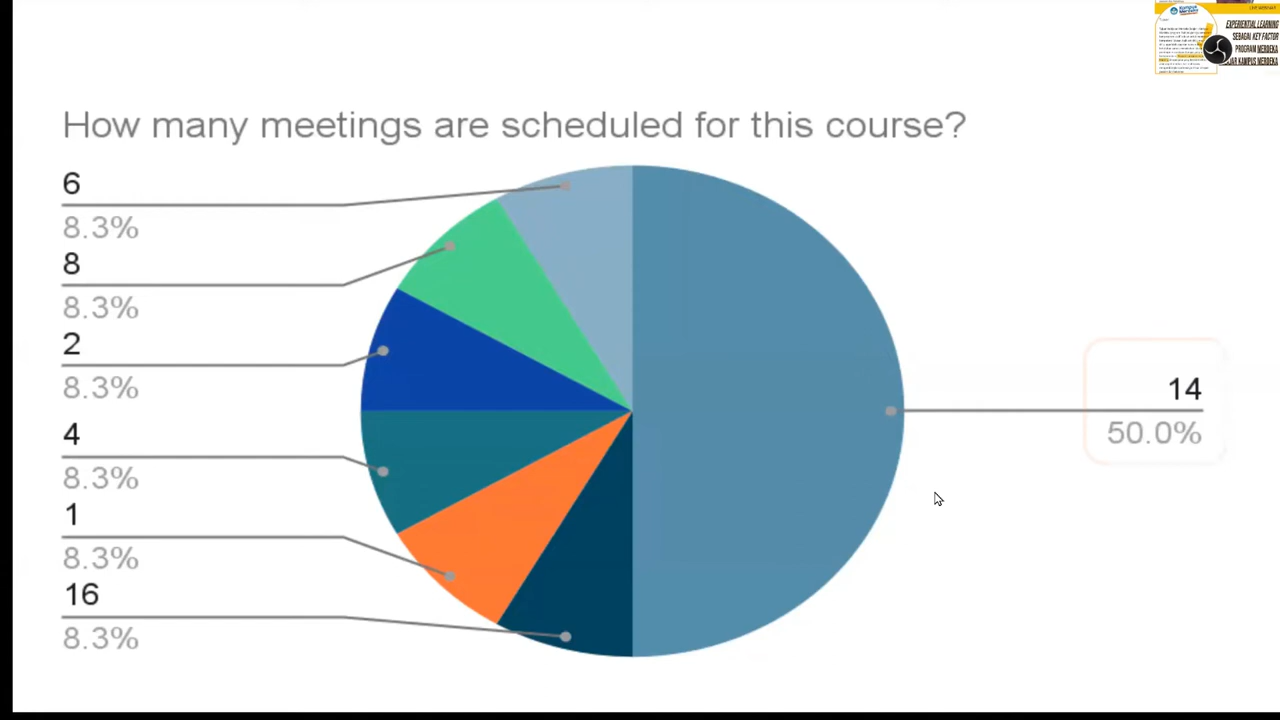 LIVE WEBINAR
EXPERIENTIAL LEARNING
SEBAGAI KEY FACTOR
PROGRAM MERDEKA
KAMPUS MERDEKA
How many meetings are scheduled for this course?
6
8.3%
8
8.3%
2
8.3%
4
8.3%
1
8.3%
16
8.3%
14
50.0%